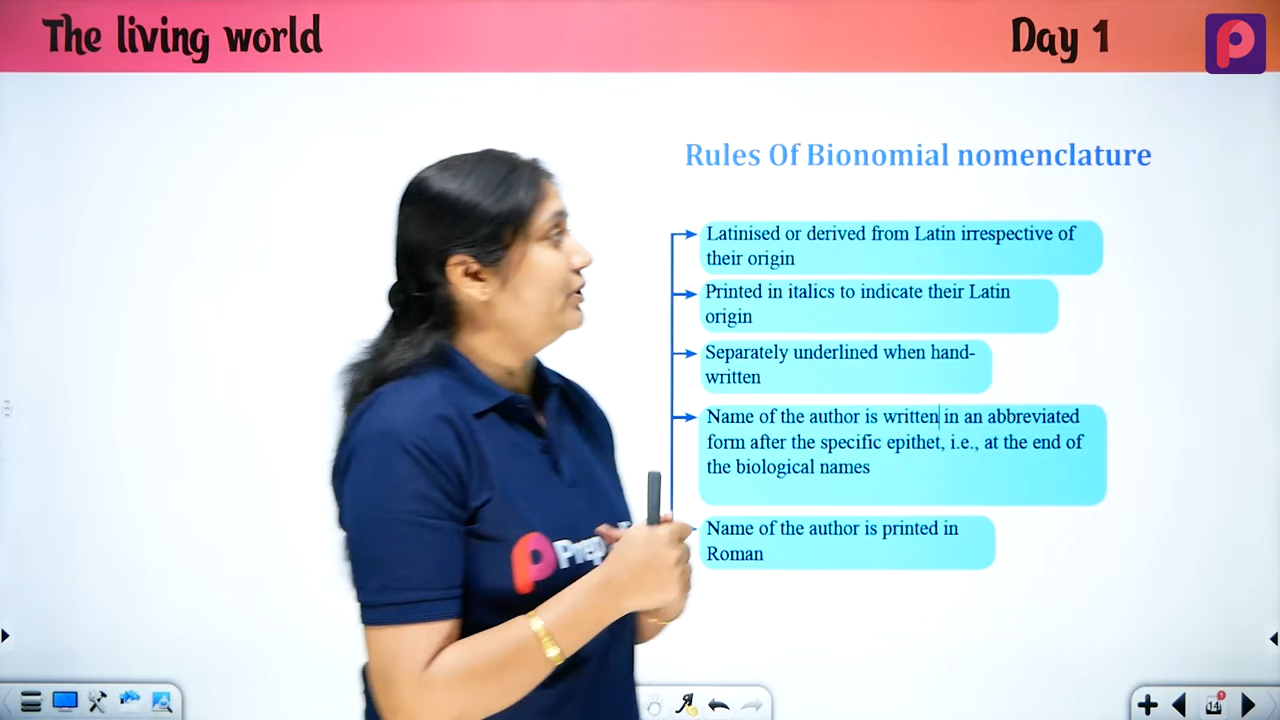 The living world
Day 1
Rules Of Bionomial nomenclature
Latinised or derived from Latin irrespective of
their origin
Printed in italics to indicate their Latin
origin
Separately underlined when hand-
written
Name of the author is written in an abbreviated
form after the specific epithet, i.e., at the end of
the biological names
Name of the author is printed in
Roman
14